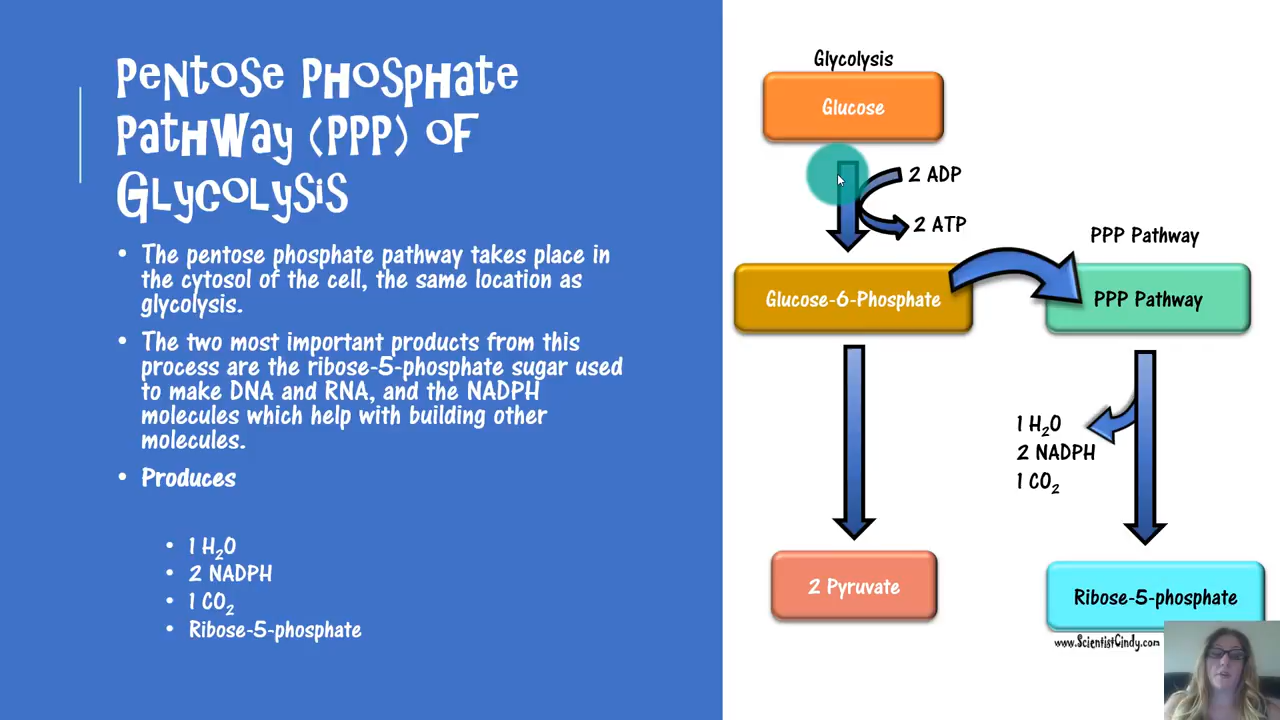 Pentose Phosphate
Pathway (PPP) of
Glycolysis
• The pentose phosphate pathway takes place in
the cytosol of the cell, the same location as
glycolysis.
• The two most important products from this
process are the ribose-5-phosphate sugar used
to make DNA and RNA, and the NADPH
molecules which help with building other
molecules.
• Produces
• 1 H₂O
• 2 NADPH
• 1 CO₂
• Ribose-5-phosphate
Glycolysis
Glucose
2 ADP
2 ATP
PPP Pathway
Glucose-6-Phosphate
PPP Pathway
1 H₂O
2 NADPH
1 CO₂
2 Pyruvate
Ribose-5-phosphate
www.ScientistCindy.com